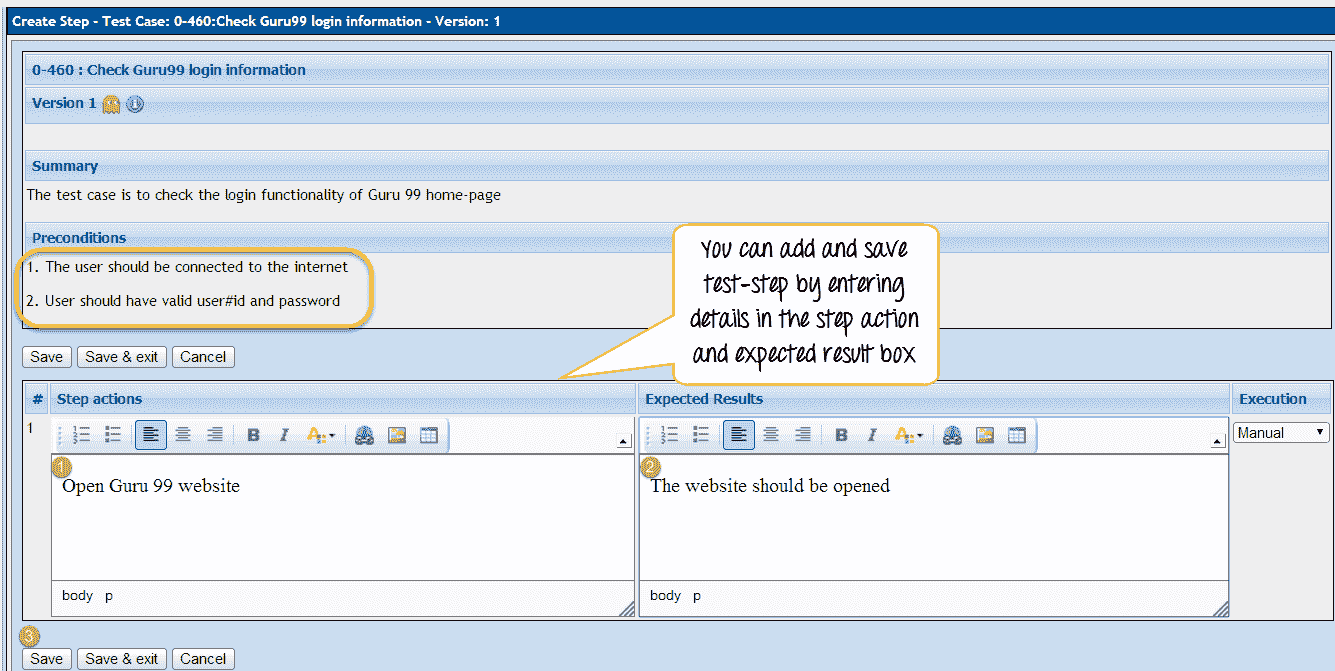 Create Step - Test Case: 0-460:Check Guru99 login information - Version: 1
0-460 : Check Guru99 login information
Version 1
Summary
The test case is to check the login functionality of Guru 99 home-page
Preconditions
1. The user should be connected to the internet
2. User should have valid user#id and password
You can add and save
test-step by entering
details in the step action
and expected result box
Save Save & exit Cancel
# Step actions Expected Results Execution
1 Manual
1 2
Open Guru 99 website The website should be opened
body p body p
3
Save Save & exit Cancel